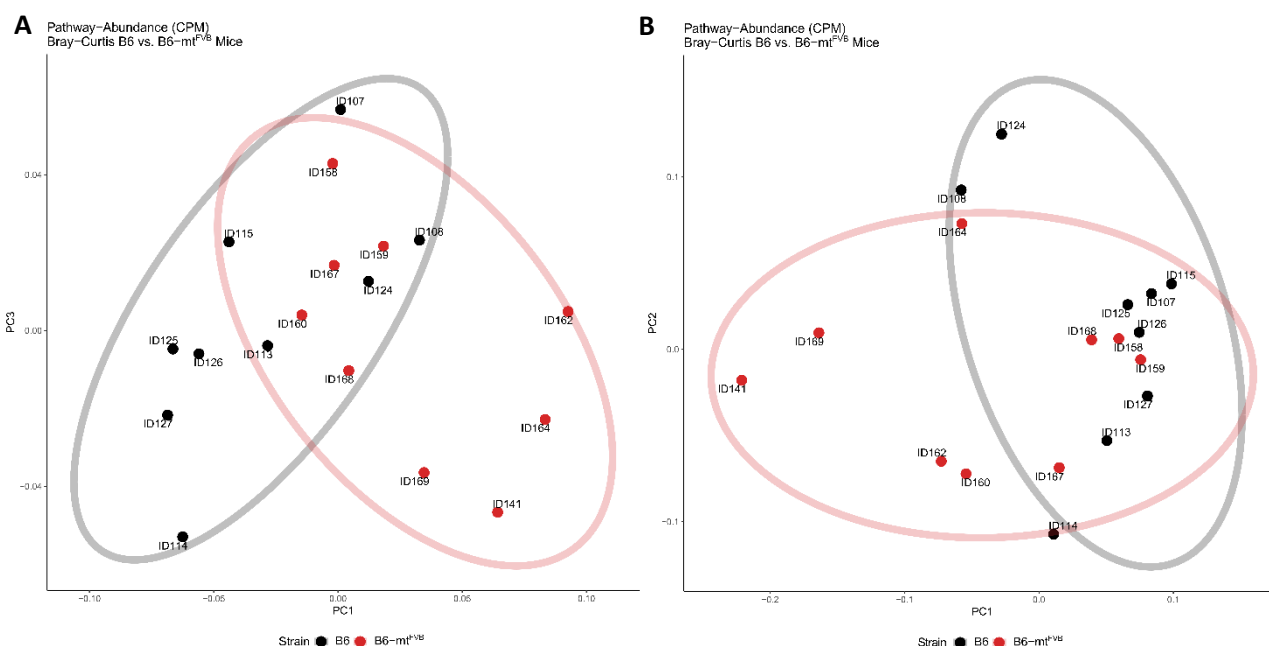 A
Pathway−Abundance (CPM)
Bray−Curtis B6 vs. B6−mtFVB Mice
ID107
ID158
ID115
ID108
ID159
ID167
ID124
ID160
ID162
ID125
ID126
ID113
ID168
ID127
ID164
ID169
ID141
ID114
0.04
0.00
−0.04
PC3
−0.10
−0.05
0.00
0.05
0.10
PC1
Strain B6 B6−mtFVB
B
Pathway−Abundance (CPM)
Bray−Curtis B6 vs. B6−mtFVB Mice
ID124
ID108
ID164
ID115
ID107
ID125
ID126
ID168
ID158
ID169
ID159
ID141
ID127
ID113
ID162
ID160
ID167
ID114
0.1
0.0
−0.1
PC2
−0.2
−0.1
0.0
0.1
PC1
Strain B6 B6−mtFVB